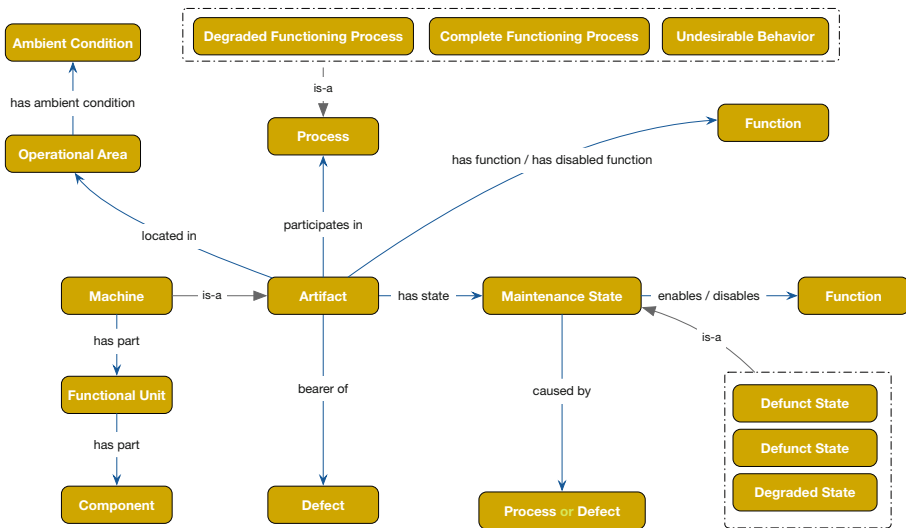 Ambient Condition
Degraded Functioning Process
Complete Functioning Process
Undesirable Behavior
has ambient condition
is-a
Operational Area
Process
Function
has function / has disabled function
located in
participates in
Machine
is-a
Artifact
has state
Maintenance State
enables / disables
Function
has part
is-a
Functional Unit
bearer of
caused by
Defunct State
has part
Defunct State
Component
Defect
Process or Defect
Degraded State